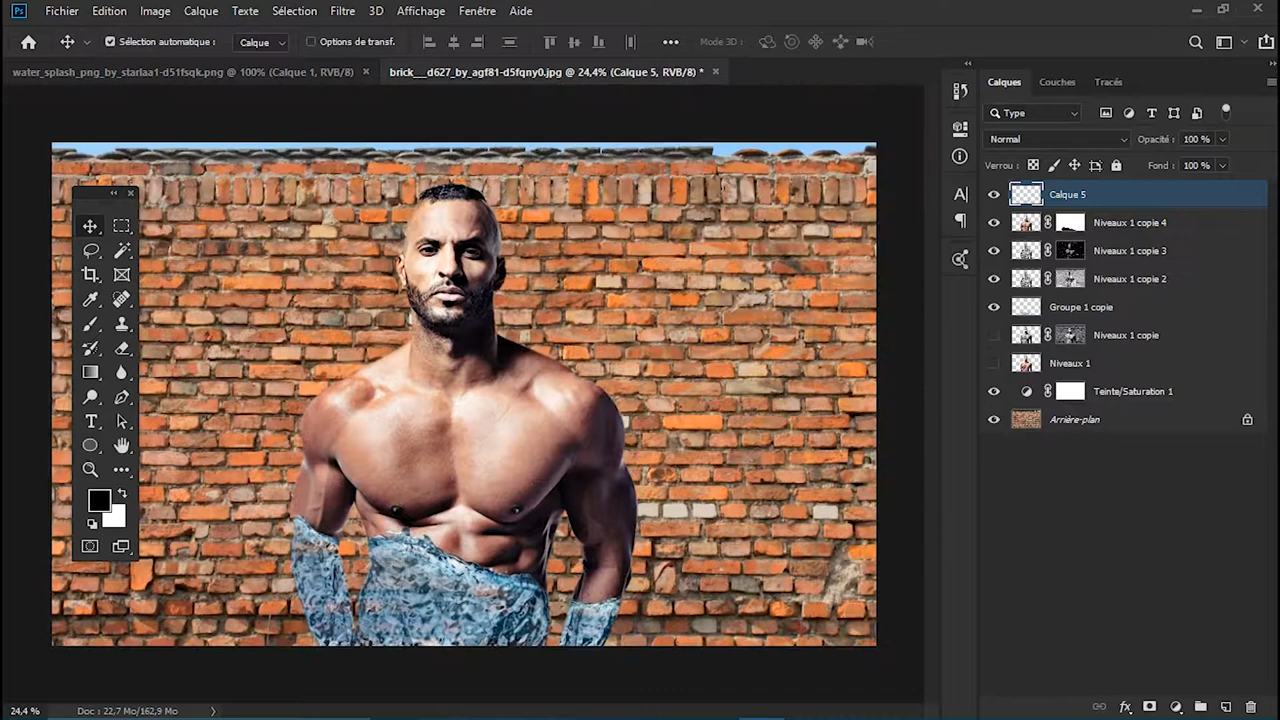 Ps Fichier Edition Image Calque Texte Sélection Filtre 3D Affichage Fenêtre Aide
Sélection automatique : Calque Options de transf. Mode 3D :
water_splash_png_by_starlaa1-d51fsqk.png @ 100% (Calque 1, RVB/8) brick__d627_by_agf81-d5fqny0.jpg @ 24,4% (Calque 5, RVB/8) *
Calques Couches Tracés
Type
Normal Opacité : 100 %
Verrou : Fond : 100 %
Calque 5
Niveaux 1 copie 4
Niveaux 1 copie 3
Niveaux 1 copie 2
Groupe 1 copie
Niveaux 1 copie
Niveaux 1
Teinte/Saturation 1
Arrière-plan
24,4 % Doc : 22,7 Mo/162,9 Mo